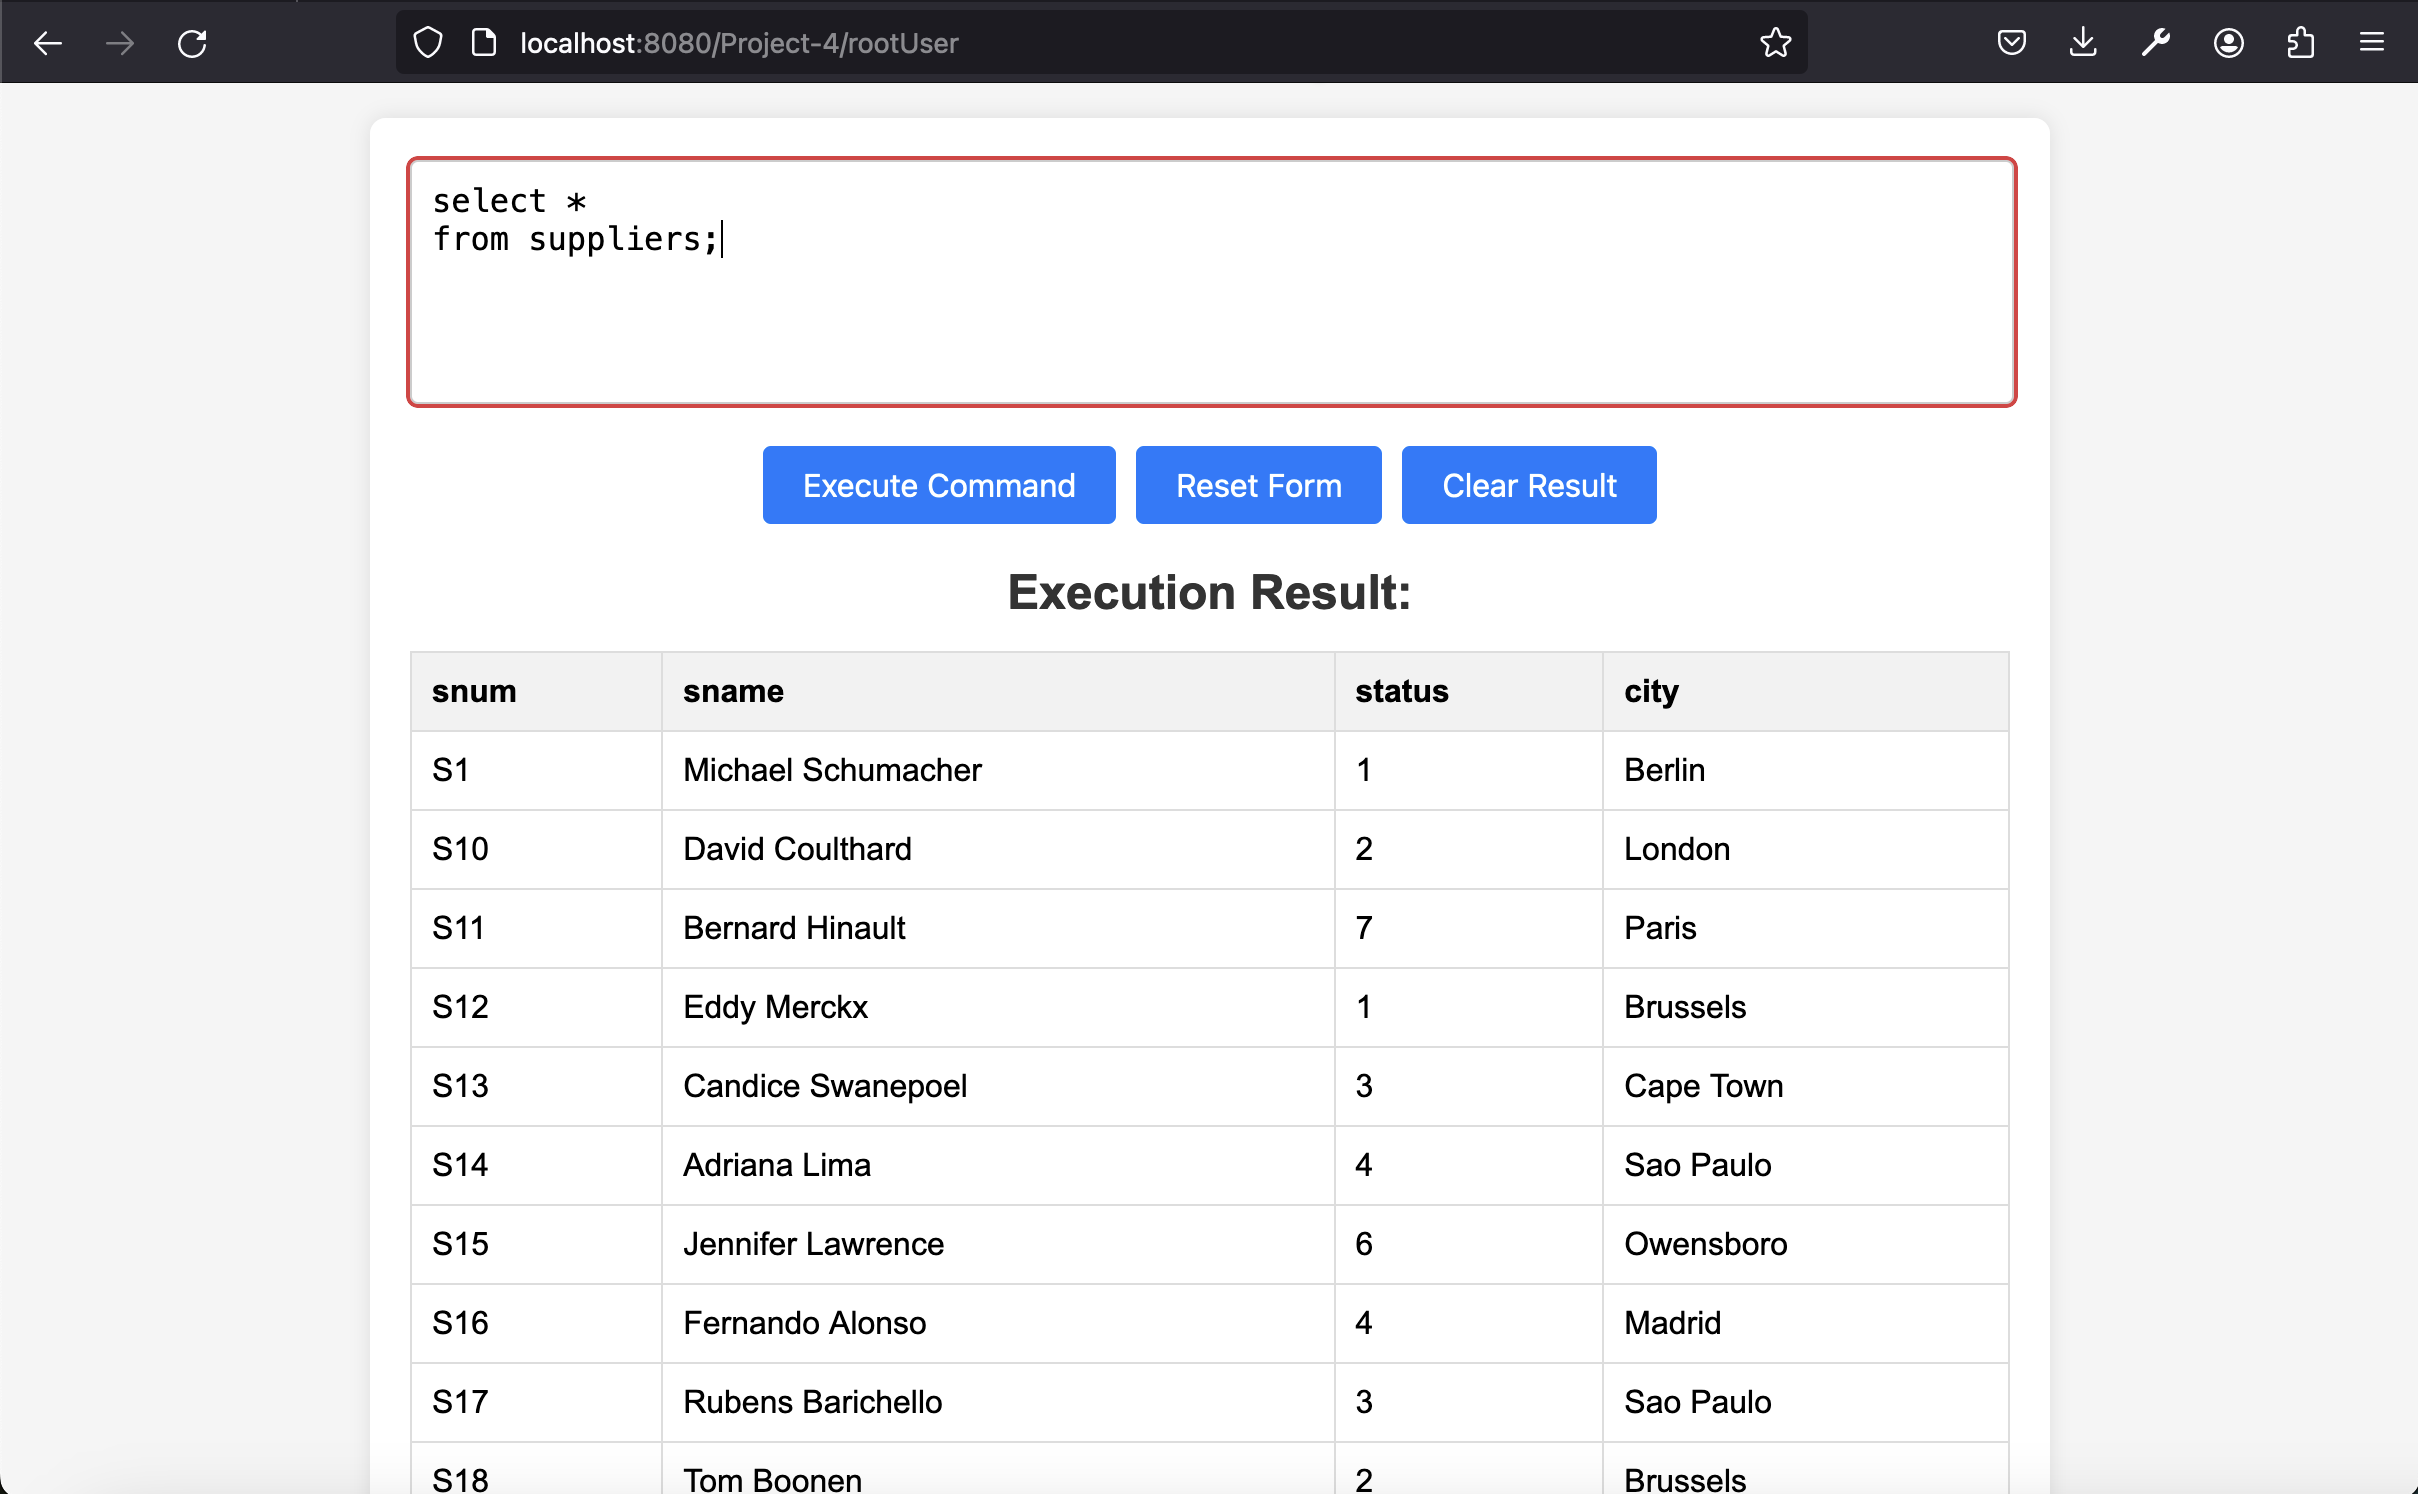 localhost:8080/Project-4/rootUser
select *
from suppliers;
Execute Command Reset Form Clear Result
Execution Result:
snum sname status city
S1 Michael Schumacher 1 Berlin
S10 David Coulthard 2 London
S11 Bernard Hinault 7 Paris
S12 Eddy Merckx 1 Brussels
S13 Candice Swanepoel 3 Cape Town
S14 Adriana Lima 4 Sao Paulo
S15 Jennifer Lawrence 6 Owensboro
S16 Fernando Alonso 4 Madrid
S17 Rubens Barichello 3 Sao Paulo
S18 Tom Boonen 2 Brussels